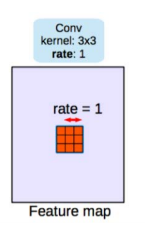 Conv
kernel: 3x3
rate: 1
rate = 1
Feature map